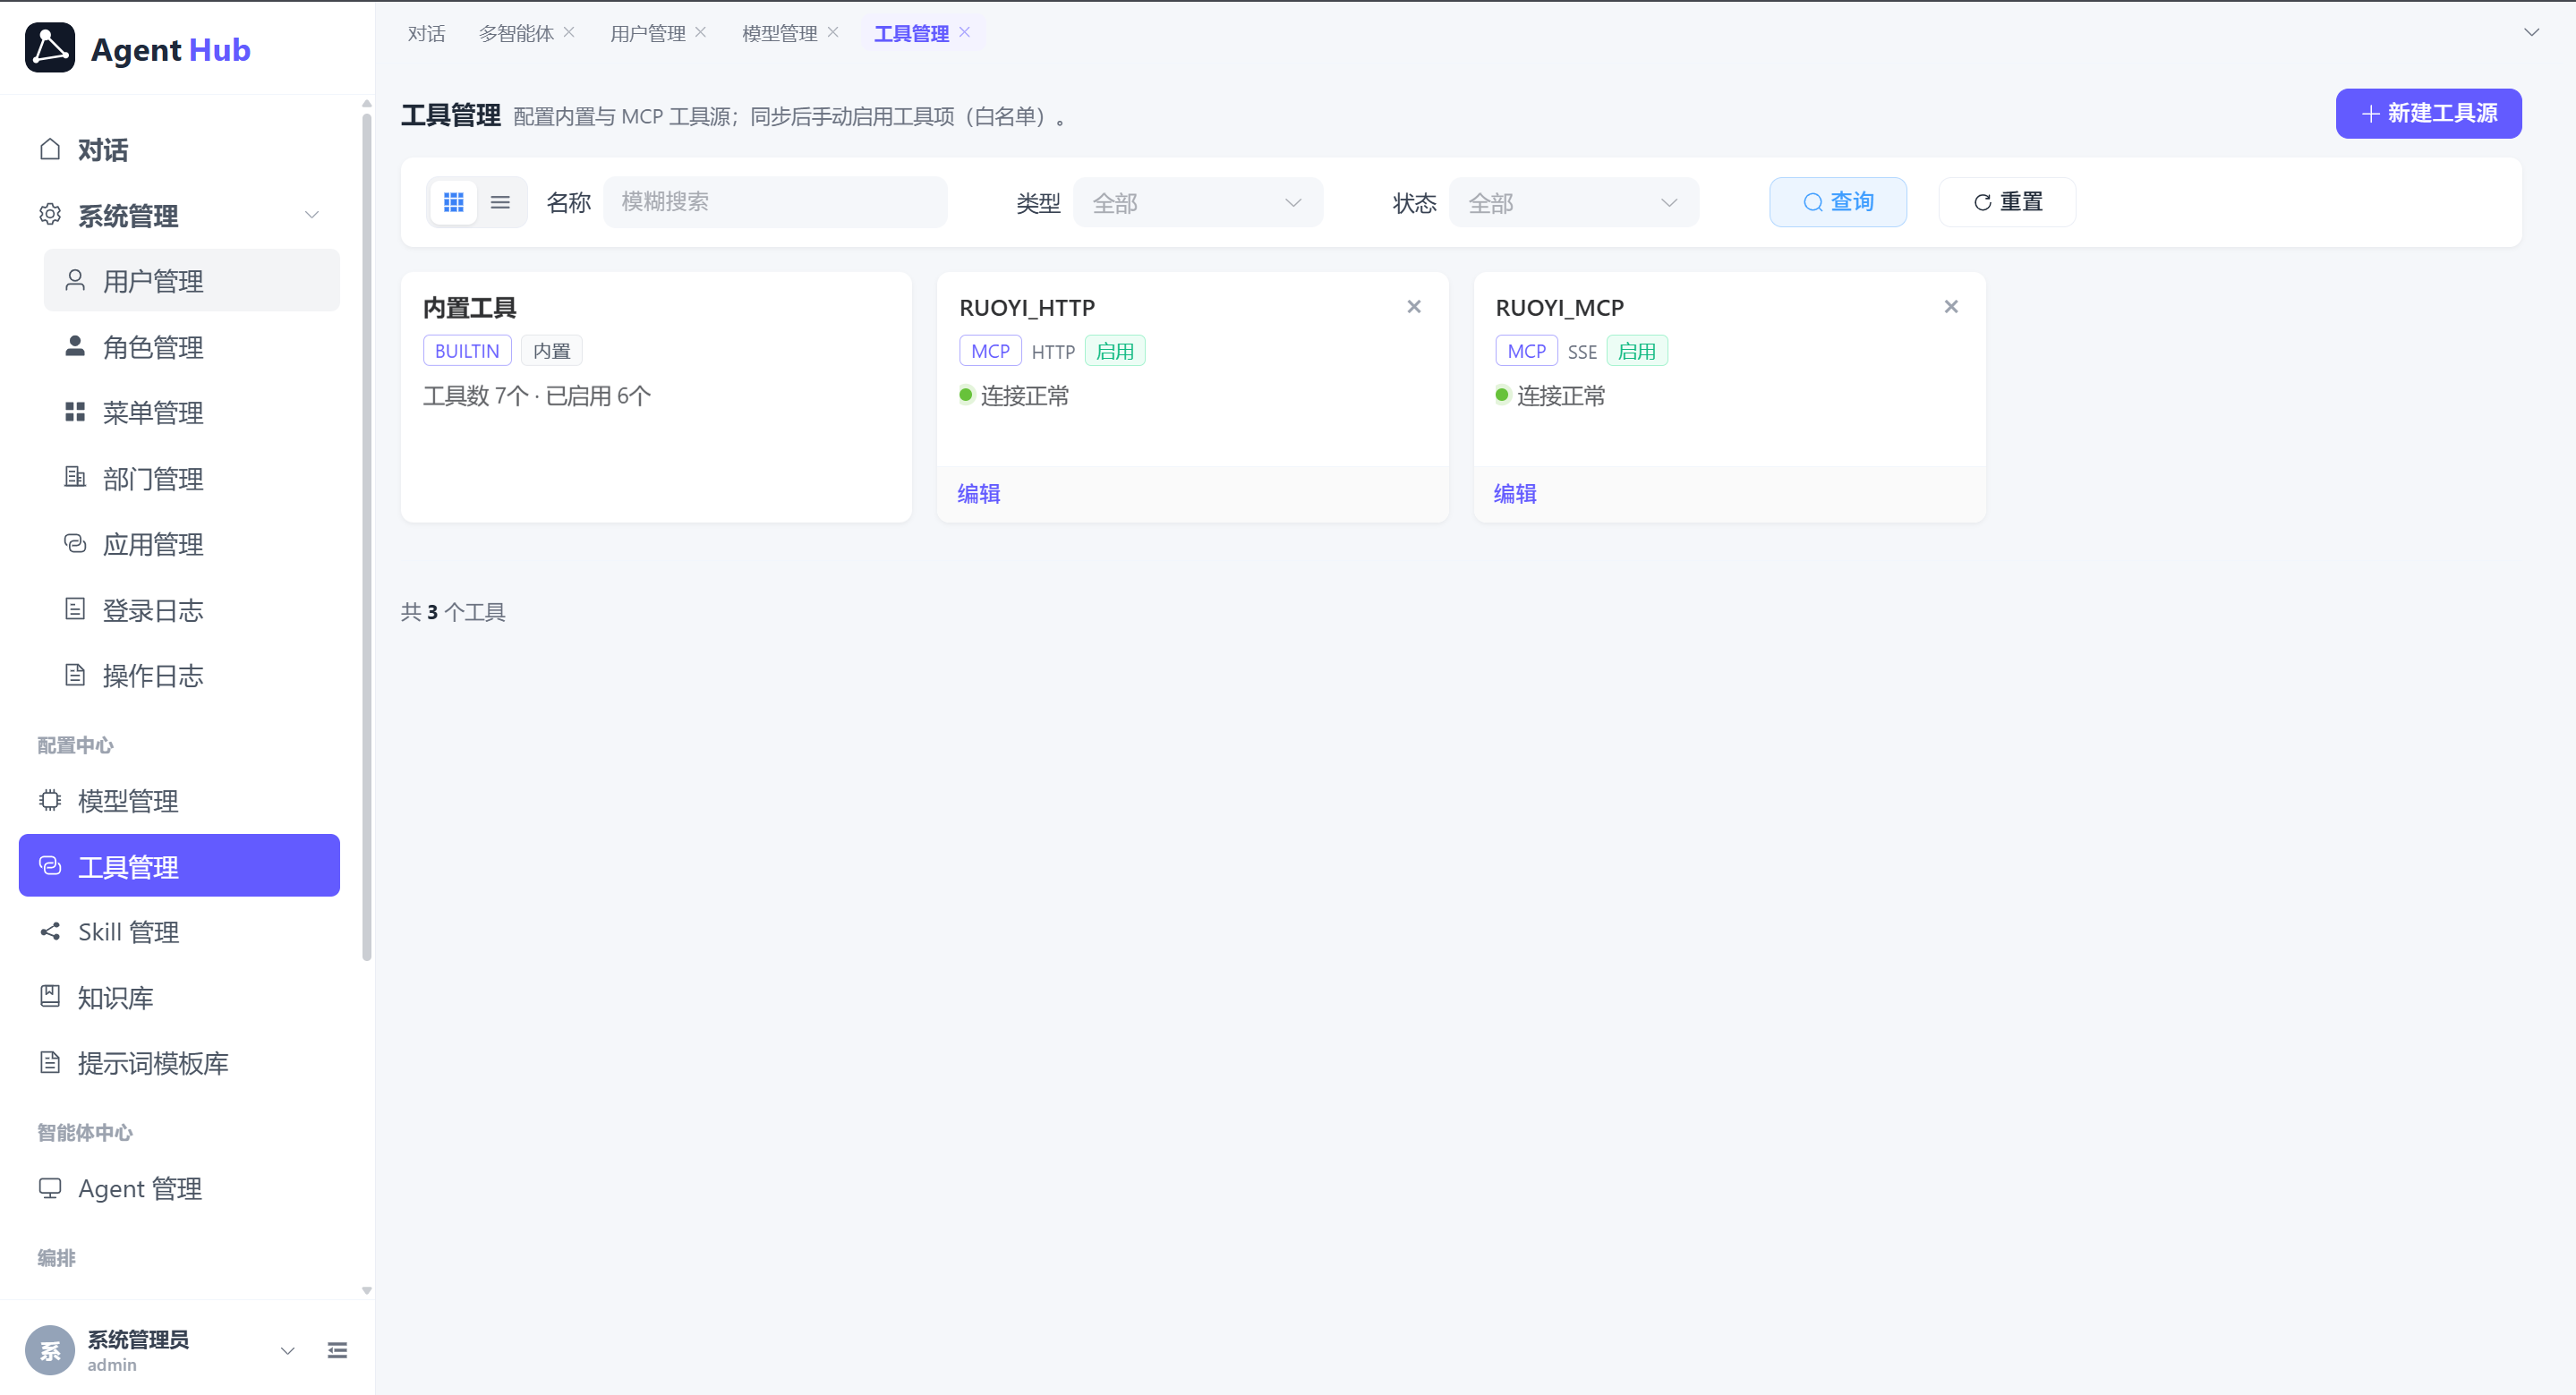 Agent Hub
对话
系统管理
用户管理
角色管理
菜单管理
部门管理
应用管理
登录日志
操作日志
配置中心
模型管理
工具管理
Skill 管理
知识库
提示词模板库
智能体中心
Agent 管理
编排
系
系统管理员
admin
对话 多智能体 用户管理 模型管理 工具管理
工具管理 配置内置与 MCP 工具源；同步后手动启用工具项（白名单）。
新建工具源
名称 模糊搜索 类型 全部 状态 全部 查询 重置
内置工具
BUILTIN 内置
工具数 7个 · 已启用 6个
RUOYI_HTTP
MCP HTTP 启用
连接正常
编辑
RUOYI_MCP
MCP SSE 启用
连接正常
编辑
共 3 个工具